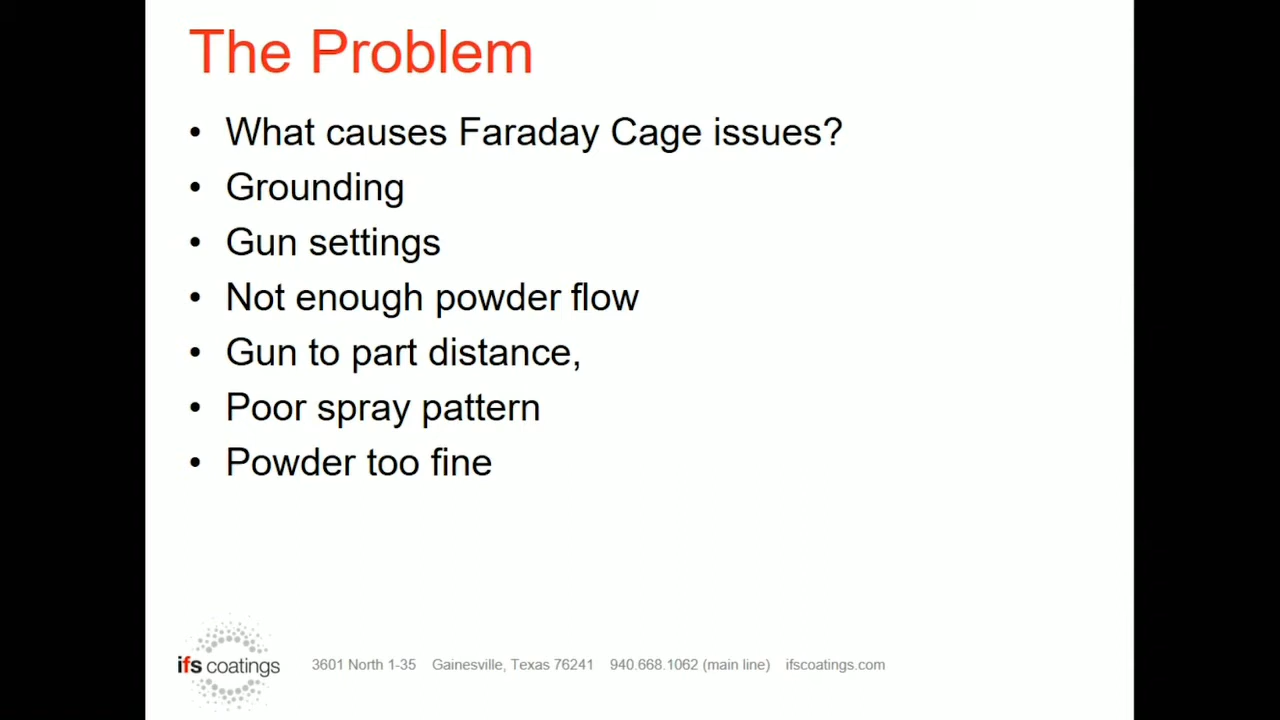 The Problem
• What causes Faraday Cage issues?
• Grounding
• Gun settings
• Not enough powder flow
• Gun to part distance,
• Poor spray pattern
• Powder too fine
ifs coatings 3601 North 1-35 Gainesville, Texas 76241 940.668.1062 (main line) ifscoatings.com